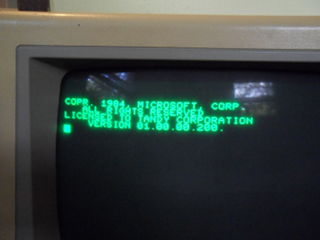 COPR. 1984, MICROSOFT, CORP.
ALL RIGHTS RESERVED.
LICENSED TO TANDY CORPORATION
VERSION 01.00.00.200.